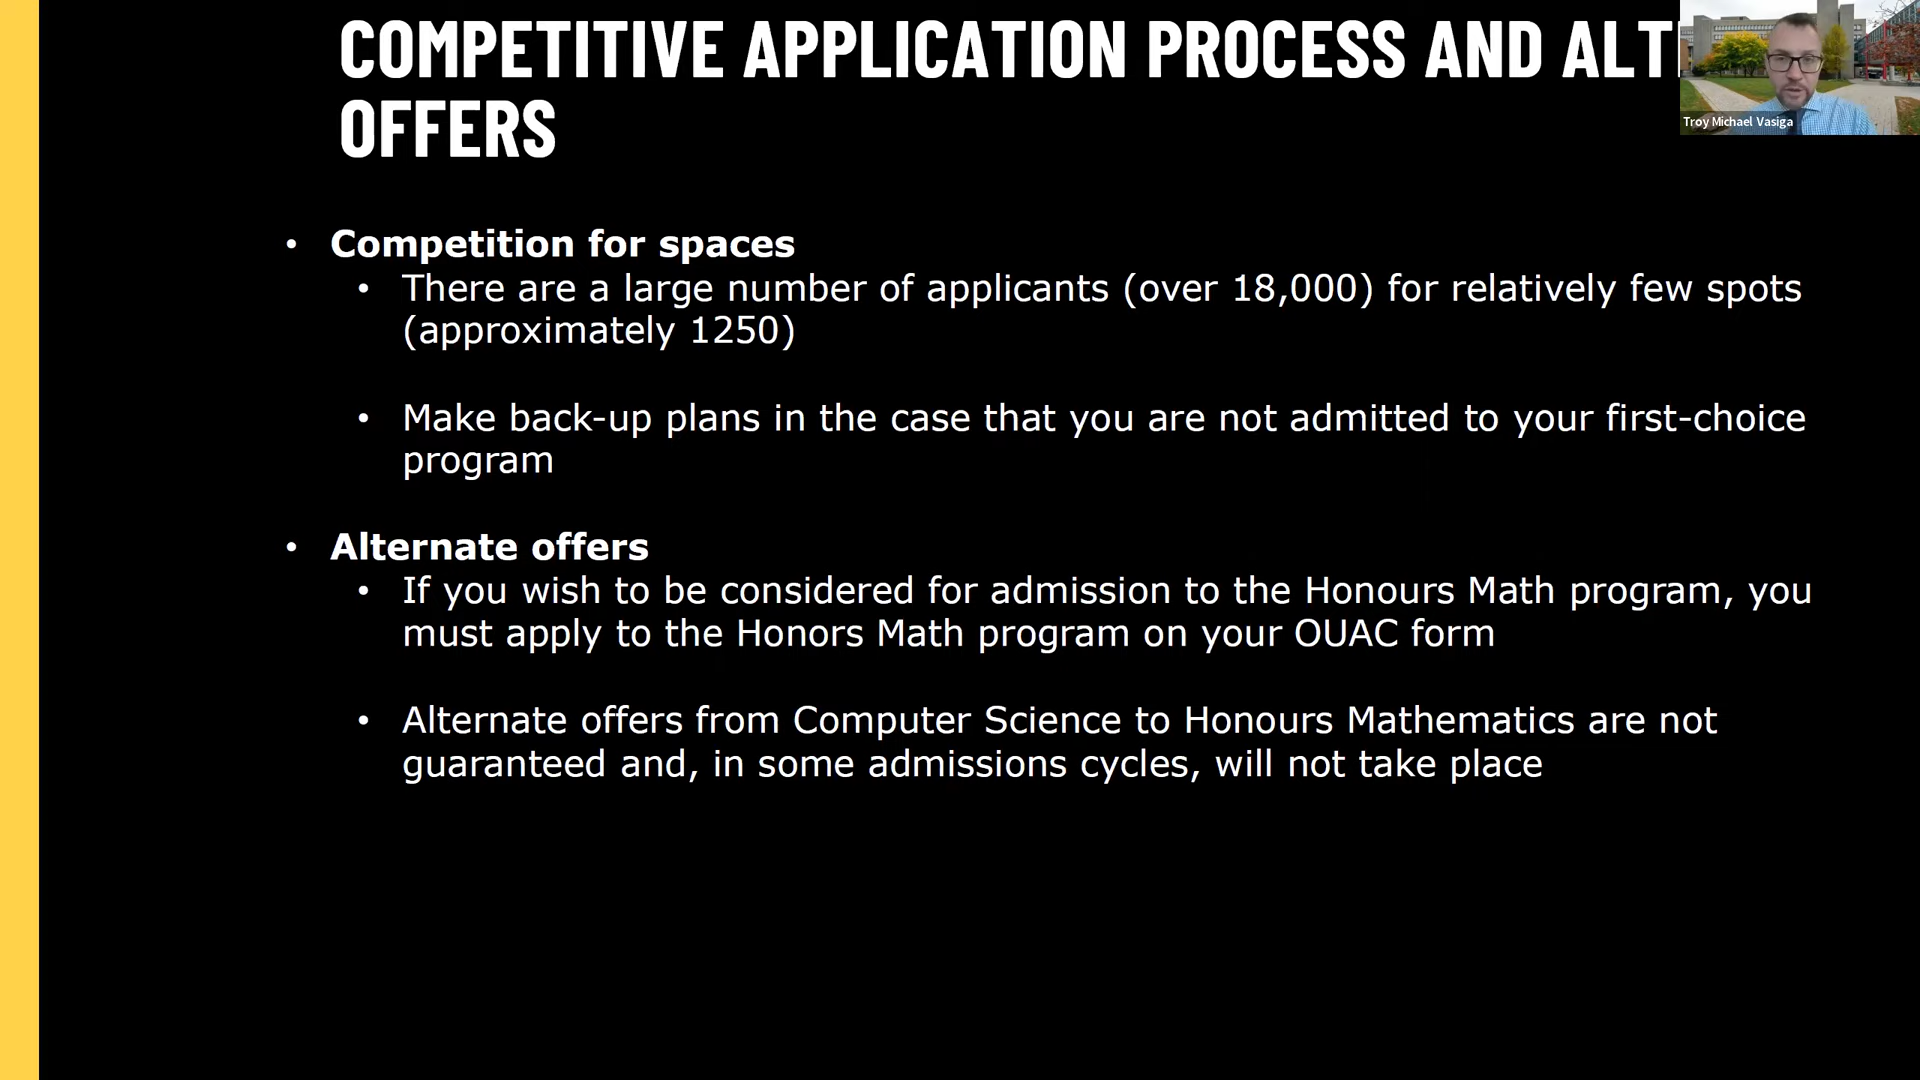 COMPETITIVE APPLICATION PROCESS AND
OFFERS
Troy Michael Vasiga
• Competition for spaces
• There are a large number of applicants (over 18,000) for relatively few spots
(approximately 1250)
• Make back-up plans in the case that you are not admitted to your first-choice
program
• Alternate offers
• If you wish to be considered for admission to the Honours Math program, you
must apply to the Honors Math program on your OUAC form
• Alternate offers from Computer Science to Honours Mathematics are not
guaranteed and, in some admissions cycles, will not take place